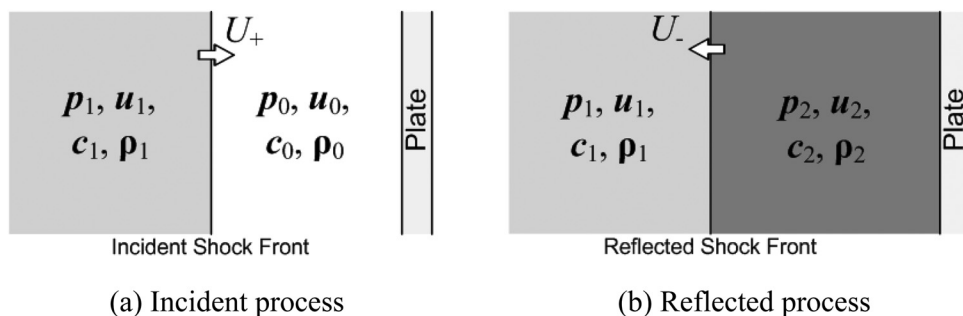 U₊
p₁, u₁,
c₁, ρ₁
p₀, u₀,
c₀, ρ₀
Plate
Incident Shock Front
(a) Incident process
U₋
p₁, u₁,
c₁, ρ₁
p₂, u₂,
c₂, ρ₂
Plate
Reflected Shock Front
(b) Reflected process